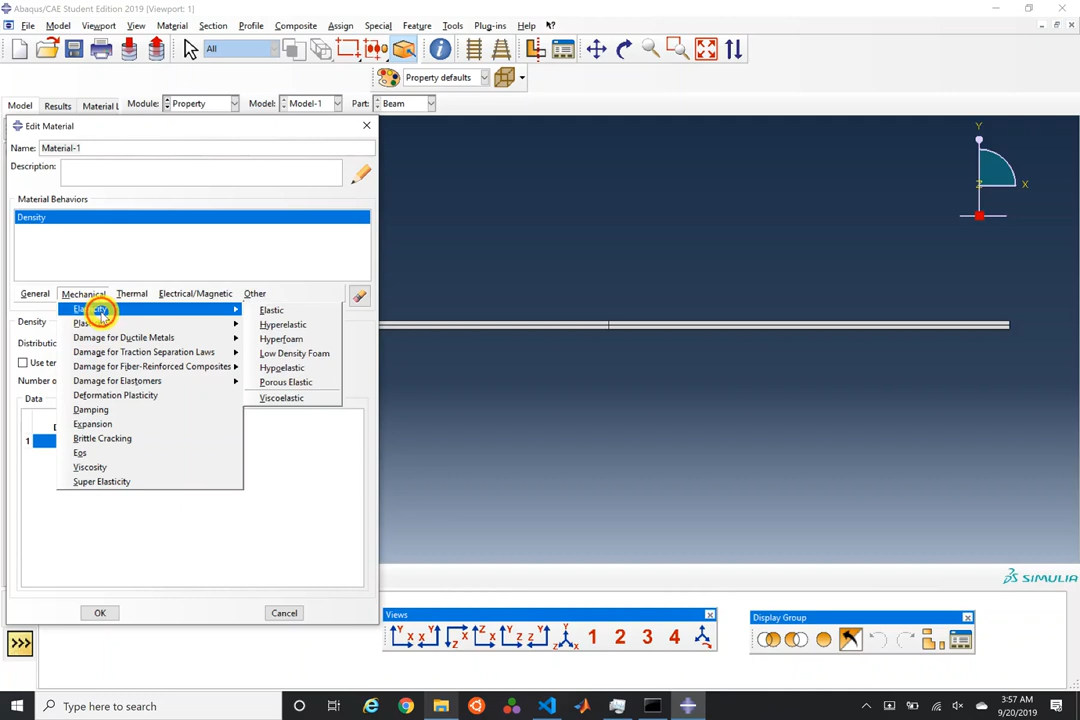 Abaqus/CAE Student Edition 2019 [Viewport: 1]
File Model Viewport View Material Section Profile Composite Assign Special Feature Tools Plug-ins Help
All
Property defaults
Model Results Material L Module: Property Model: Model-1 Part: Beam
Edit Material
Name: Material-1
Description:
Material Behaviors
Density
General Mechanical Thermal Electrical/Magnetic Other
Elasticity
Elastic
Density
Distribution
Hyperelastic
Damage for Ductile Metals
Hyperfoam
Damage for Traction Separation Laws
Low Density Foam
Use ter
Damage for Fiber-Reinforced Composites
Hypoelastic
Number o
Damage for Elastomers
Porous Elastic
Data
Deformation Plasticity
Viscoelastic
Damping
Expansion
1
Brittle Cracking
Eos
Viscosity
Super Elasticity
OK Cancel
Y
Z X
SIMULIA
Views
1 2 3 4
Display Group
>>>
Type here to search
3:57 AM
9/20/2019